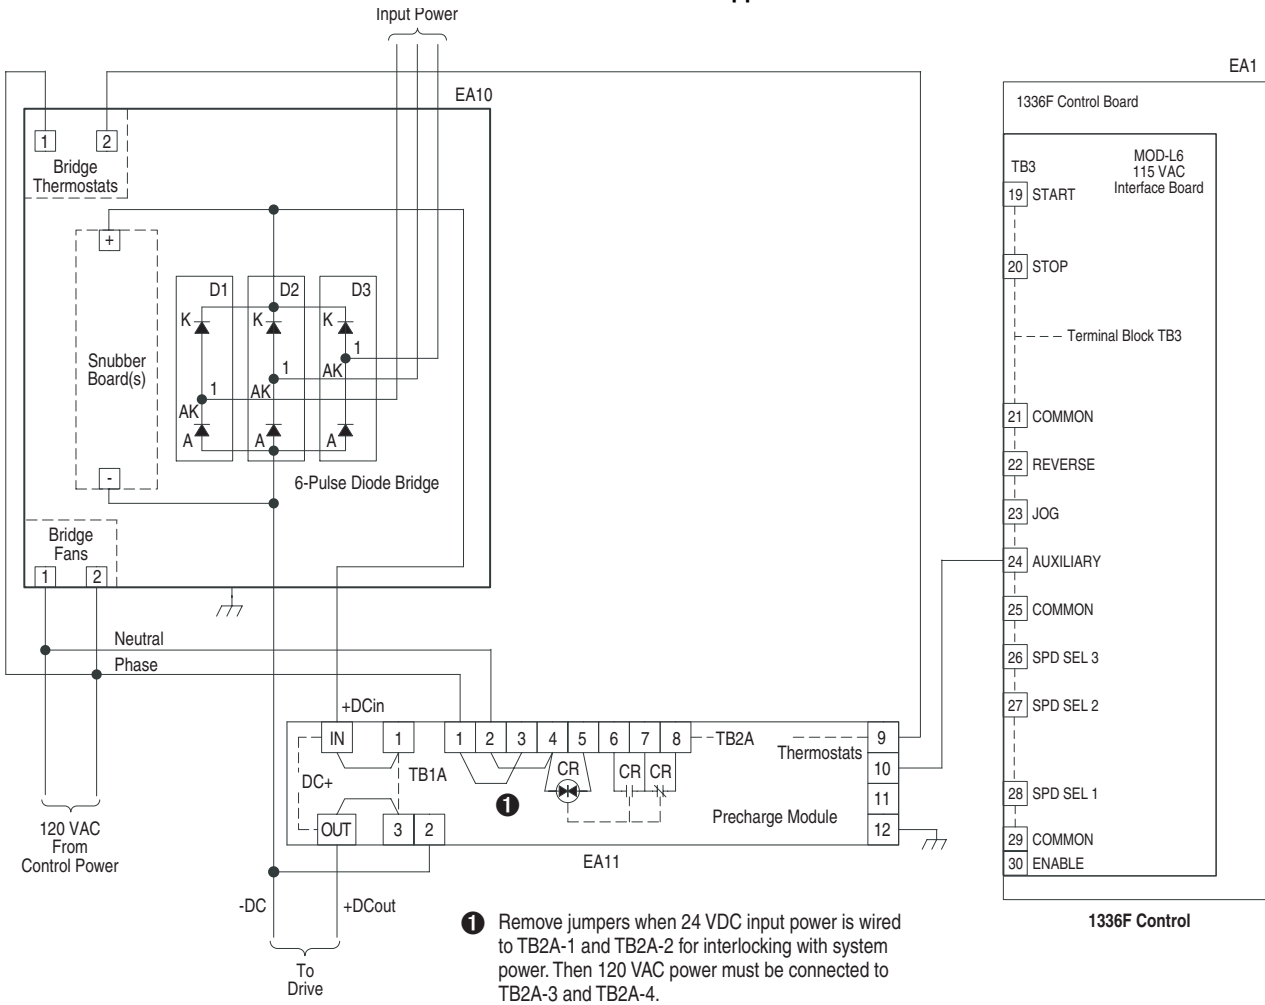 Input Power
EA10
EA1
1 2
Bridge
Thermostats
+
Snubber
Board(s)
-
D1 D2 D3
K K K
1 1 1
AK AK AK
A A A
6-Pulse Diode Bridge
Bridge
Fans
1 2
Neutral
Phase
120 VAC
From
Control Power
+DCin
IN 1
TB1A
DC+
OUT 3 2
1 2 3 4 5 6 7 8 TB2A
CR CR CR
1
Thermostats 9
10
11
12
Precharge Module
EA11
-DC +DCout
To
Drive
1 Remove jumpers when 24 VDC input power is wired
to TB2A-1 and TB2A-2 for interlocking with system
power. Then 120 VAC power must be connected to
TB2A-3 and TB2A-4.
1336F Control Board
MOD-L6
115 VAC
Interface Board
TB3
19 START
20 STOP
Terminal Block TB3
21 COMMON
22 REVERSE
23 JOG
24 AUXILIARY
25 COMMON
26 SPD SEL 3
27 SPD SEL 2
28 SPD SEL 1
29 COMMON
30 ENABLE
1336F Control